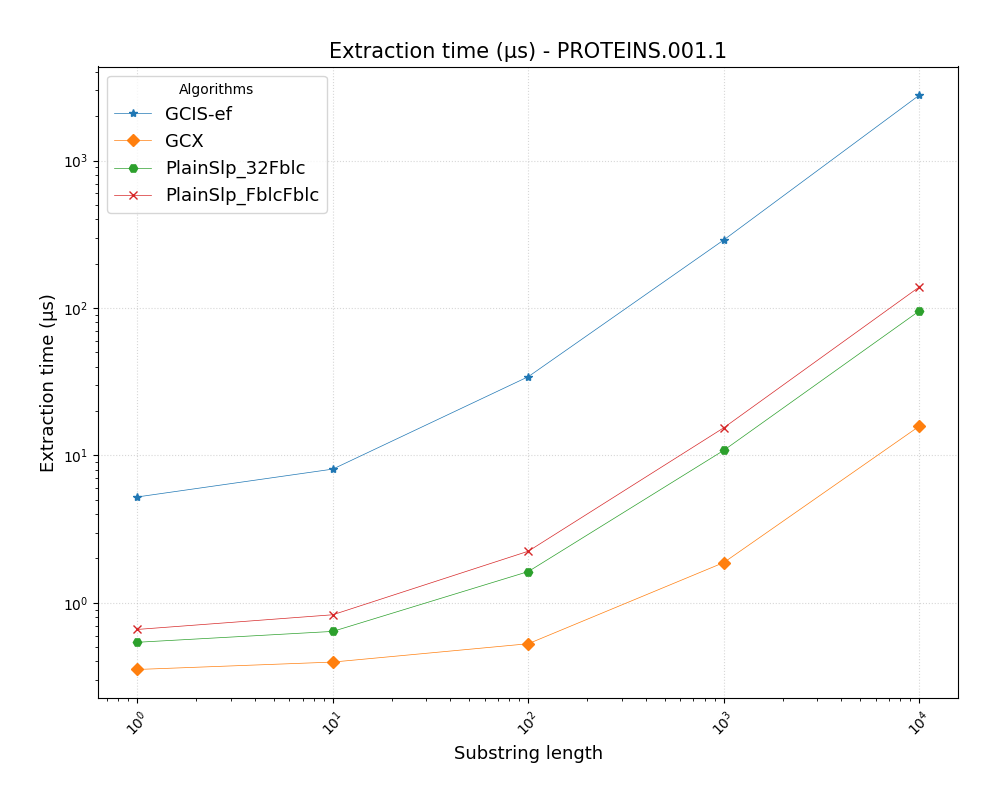 Extraction time (µs) - PROTEINS.001.1
Algorithms
GCIS-ef
GCX
PlainSlp_32Fblc
PlainSlp_FblcFblc
Extraction time (µs)
10³
10²
10¹
10⁰
10⁰ 10¹ 10² 10³ 10⁴
Substring length